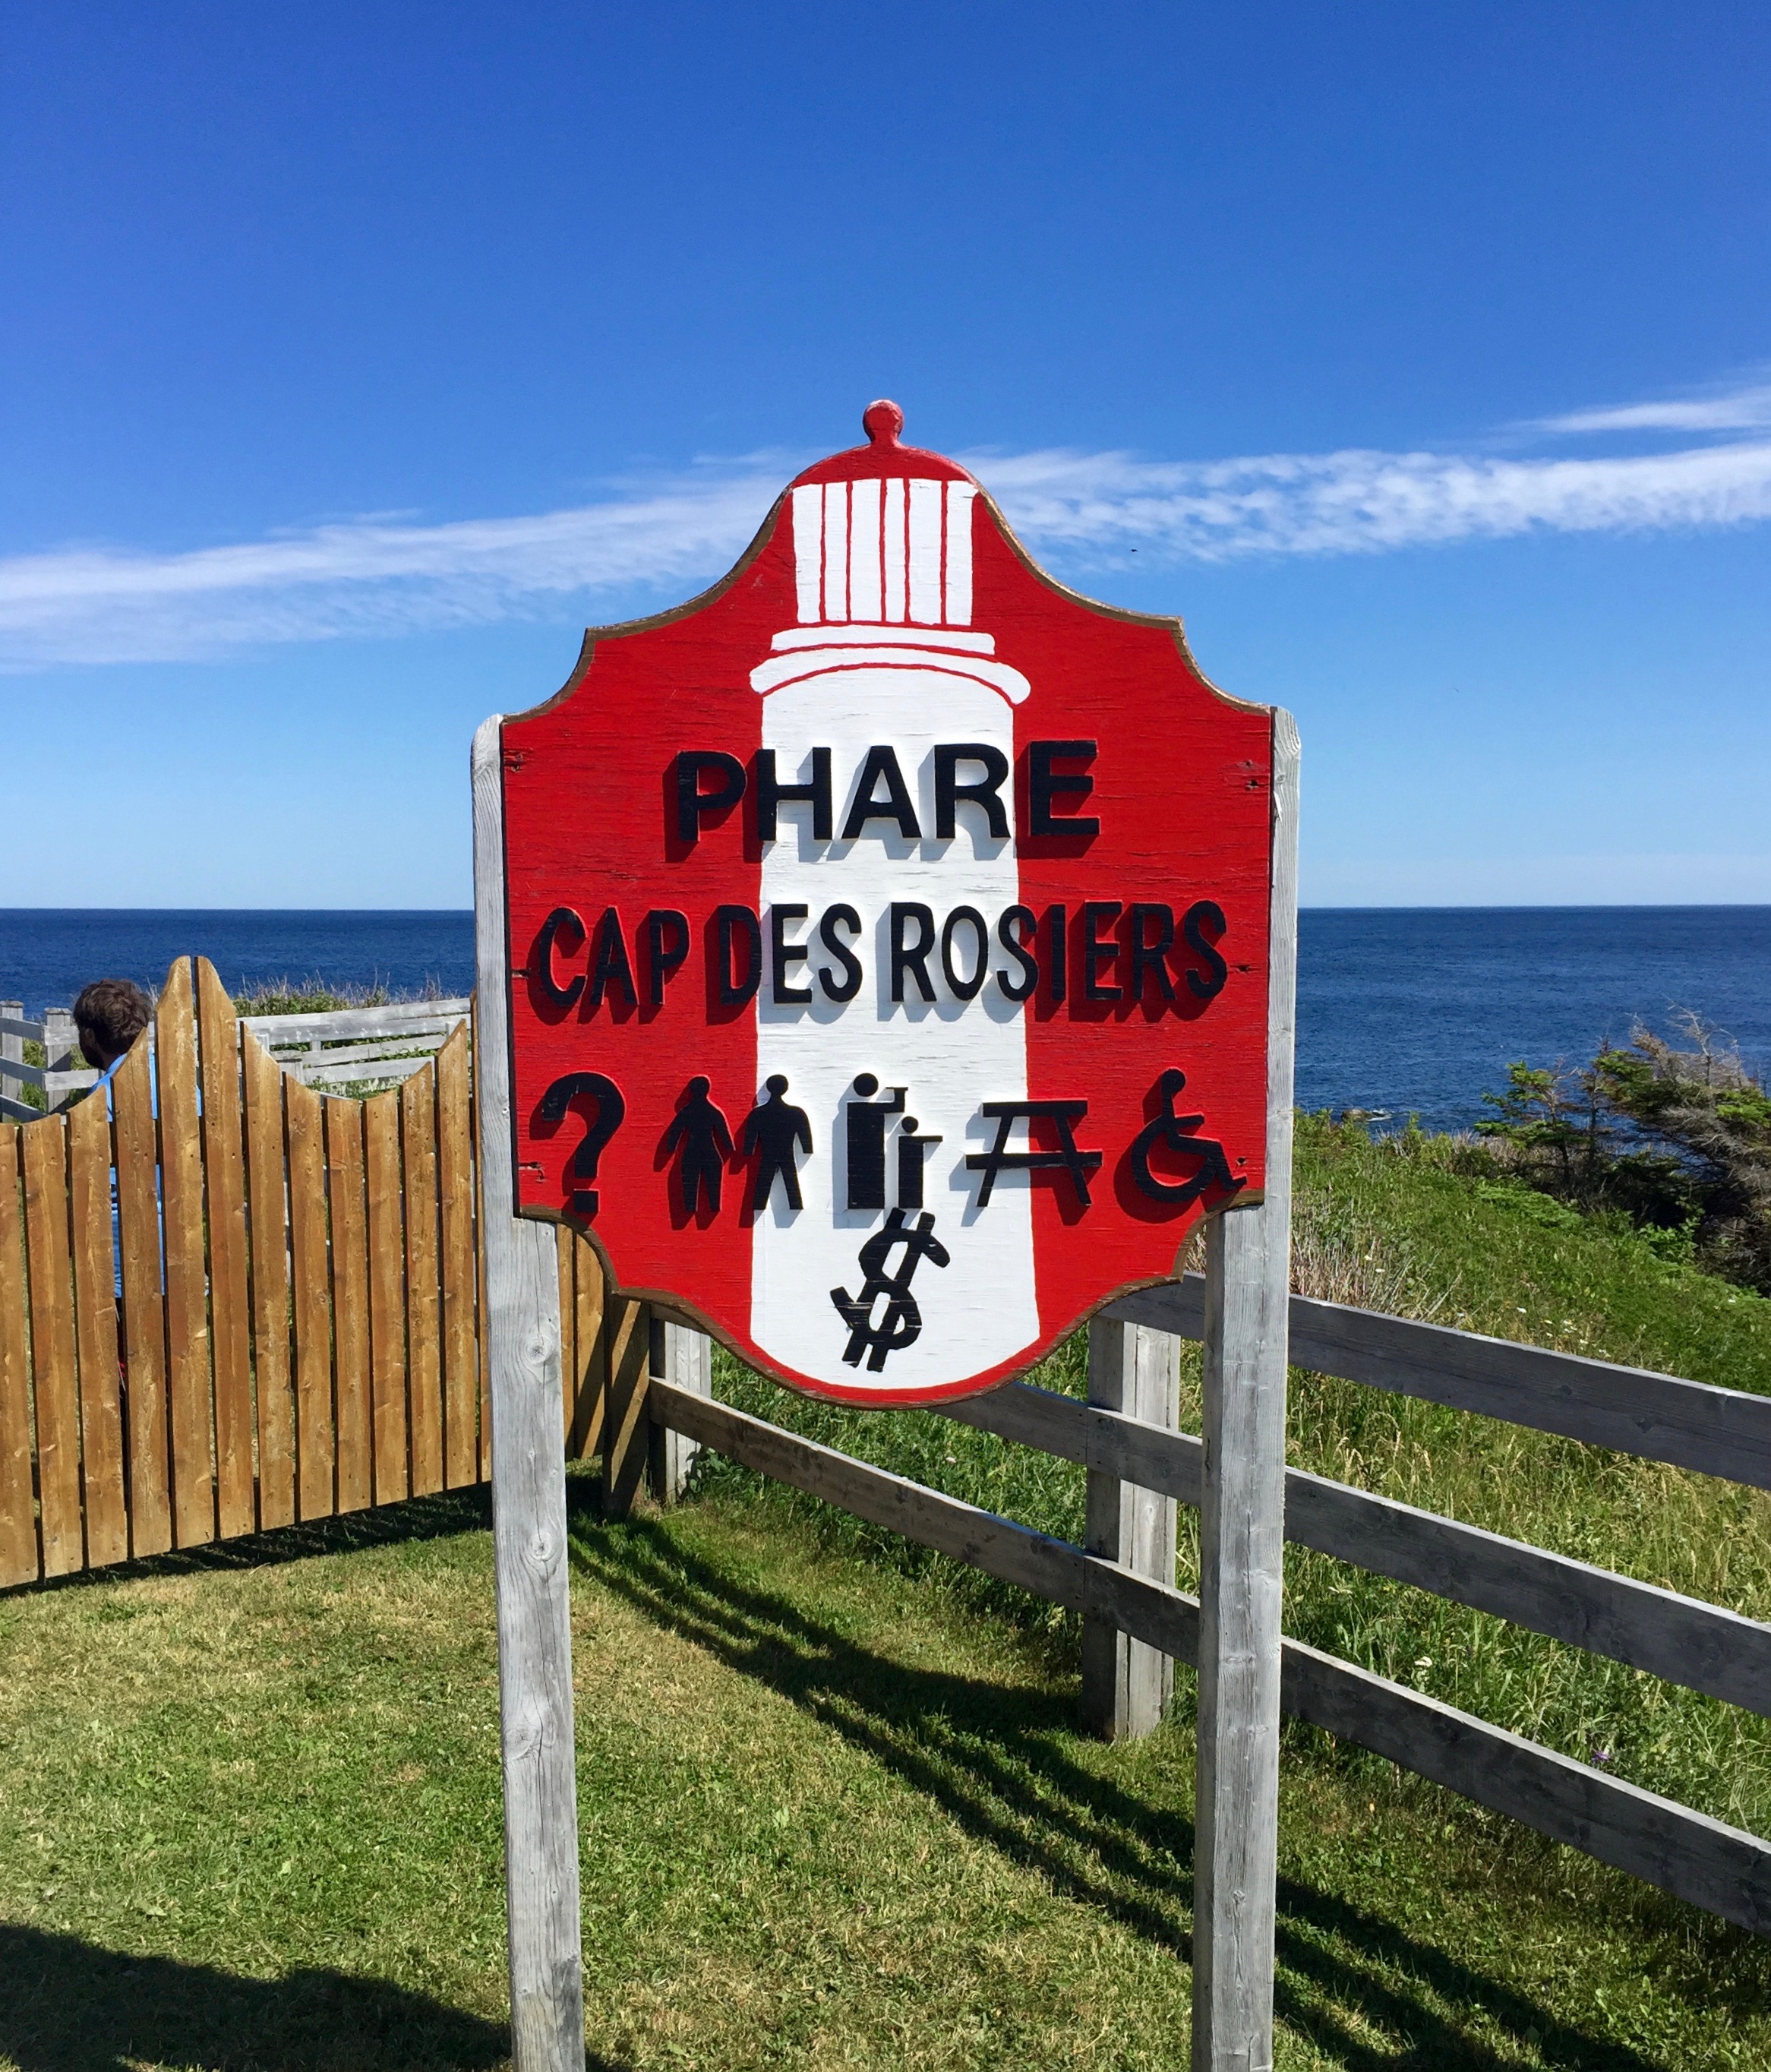 PHARE
CAP DES ROSIERS
?
$